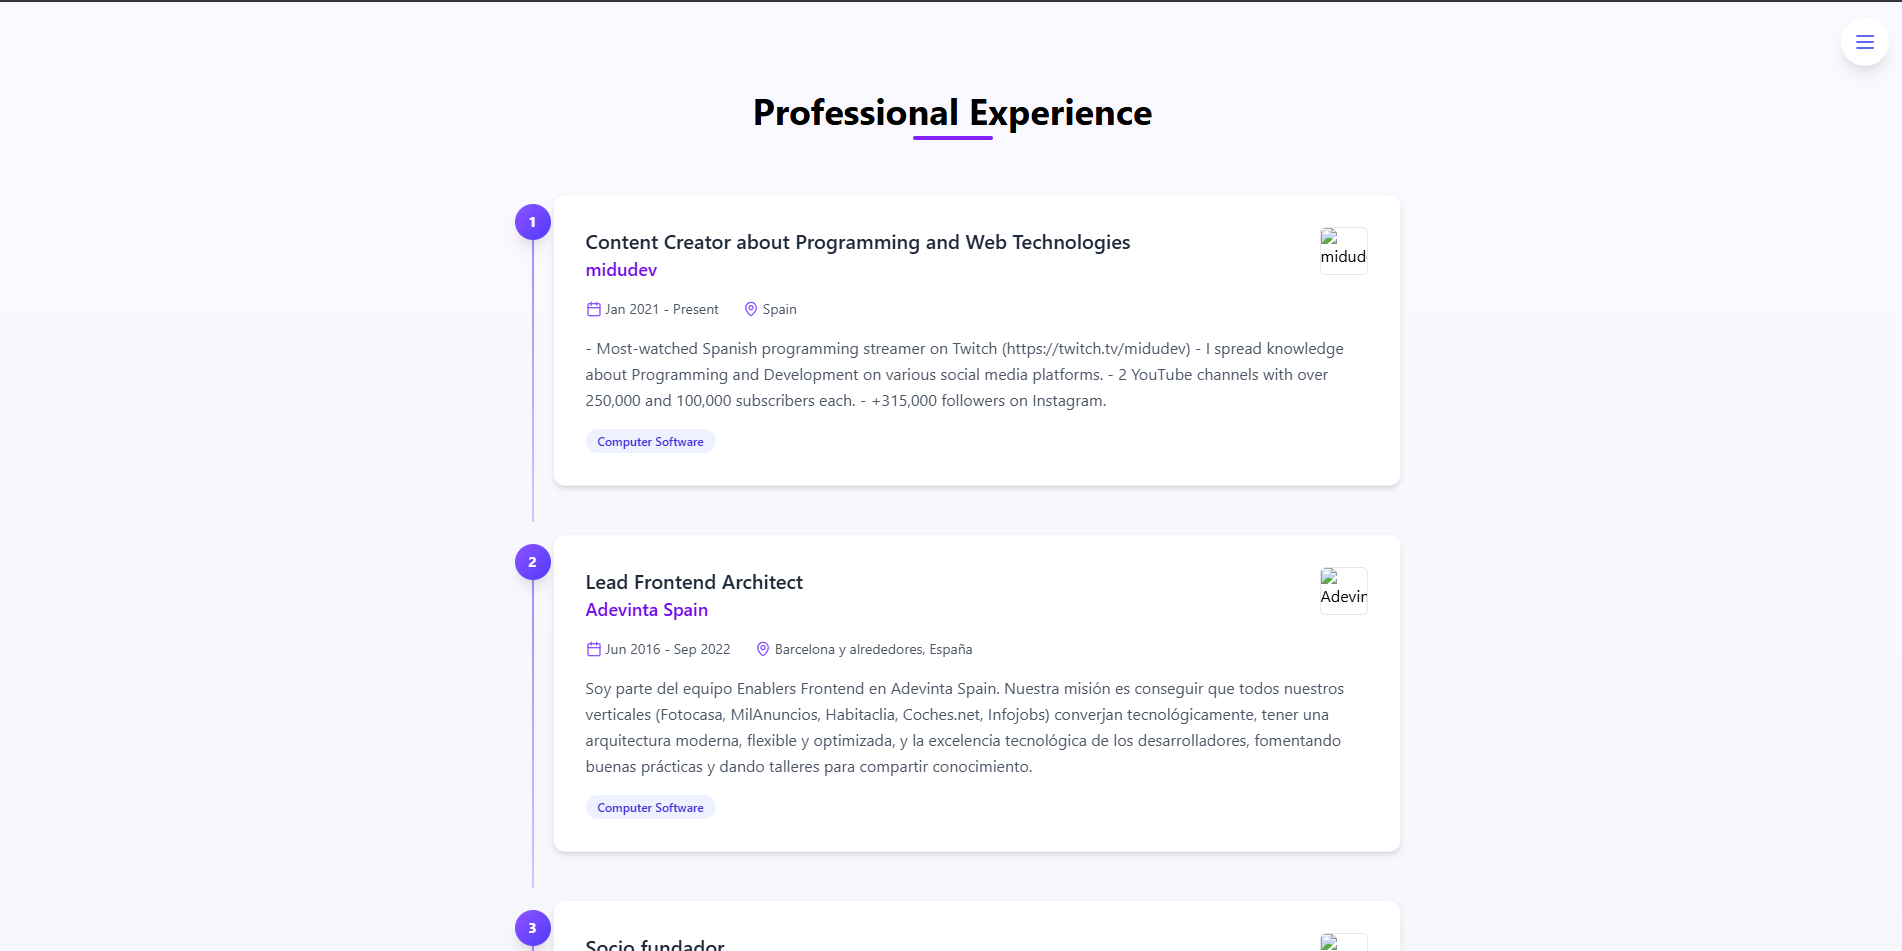 Professional Experience
1
Content Creator about Programming and Web Technologies
midudev
midud
Jan 2021 - Present
Spain
- Most-watched Spanish programming streamer on Twitch (https://twitch.tv/midudev) - I spread knowledge
about Programming and Development on various social media platforms. - 2 YouTube channels with over
250,000 and 100,000 subscribers each. - +315,000 followers on Instagram.
Computer Software
2
Lead Frontend Architect
Adevinta Spain
Adevin
Jun 2016 - Sep 2022
Barcelona y alrededores, España
Soy parte del equipo Enablers Frontend en Adevinta Spain. Nuestra misión es conseguir que todos nuestros
verticales (Fotocasa, MilAnuncios, Habitaclia, Coches.net, Infojobs) converjan tecnológicamente, tener una
arquitectura moderna, flexible y optimizada, y la excelencia tecnológica de los desarrolladores, fomentando
buenas prácticas y dando talleres para compartir conocimiento.
Computer Software
3
Socio fundador